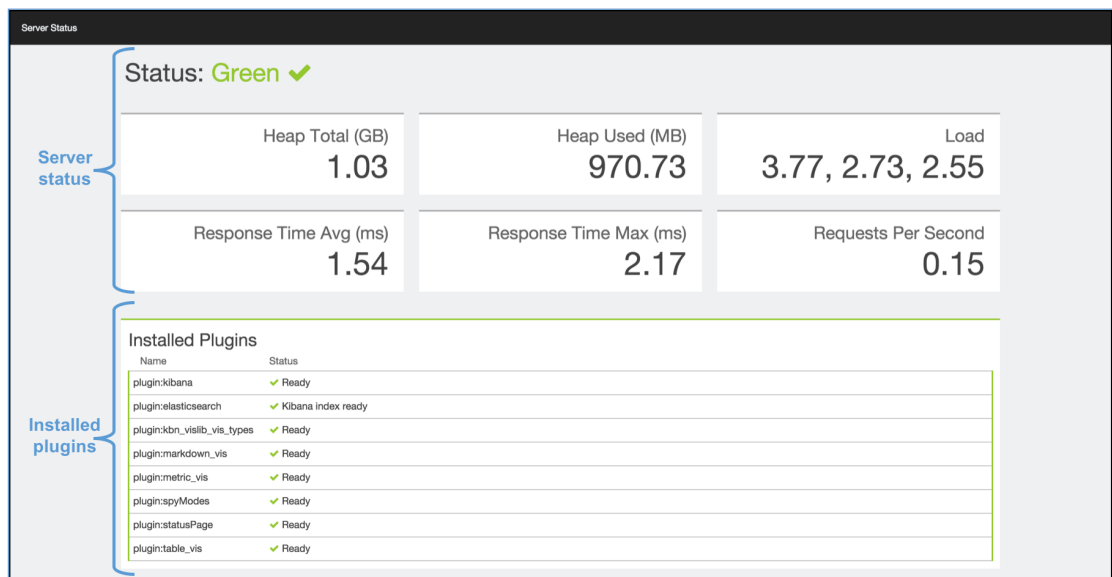 Server Status
Status: Green
Server
status
Heap Total (GB)
1.03
Heap Used (MB)
970.73
Load
3.77, 2.73, 2.55
Response Time Avg (ms)
1.54
Response Time Max (ms)
2.17
Requests Per Second
0.15
Installed
plugins
Installed Plugins
Name Status
plugin:kibana Ready
plugin:elasticsearch Kibana index ready
plugin:kbn_vislib_vis_types Ready
plugin:markdown_vis Ready
plugin:metric_vis Ready
plugin:spyModes Ready
plugin:statusPage Ready
plugin:table_vis Ready